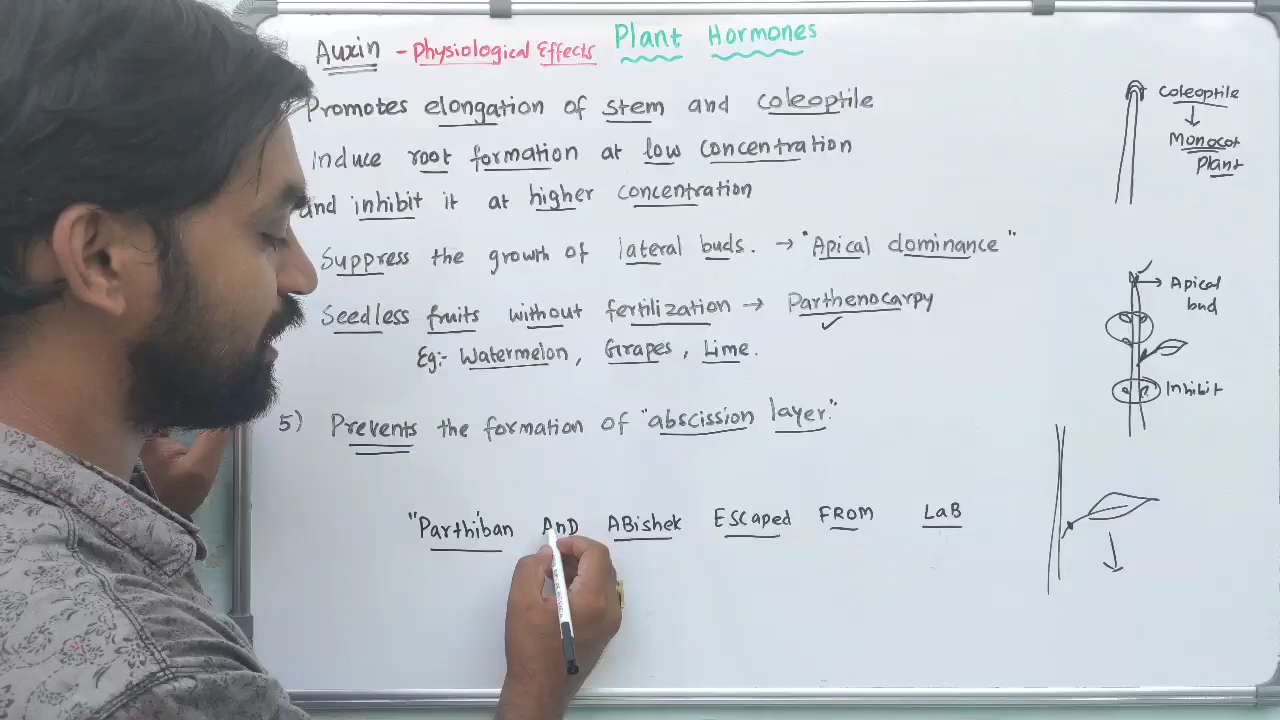 Auxin - Physiological Effects Plant Hormones
Promotes elongation of stem and coleoptile
Induce root formation at low concentration
and inhibit it at higher concentration
Suppress the growth of lateral buds. → "Apical dominance"
Seedless fruits without fertilization → Parthenocarpy
Eg:- Watermelon, Grapes, Lime.
5) Prevents the formation of "abscission layer."
"Parthiban AnD ABishek EScaped FROM LaB
Coleoptile
↓
Monocot
Plant
→ Apical
bud
Inhibit